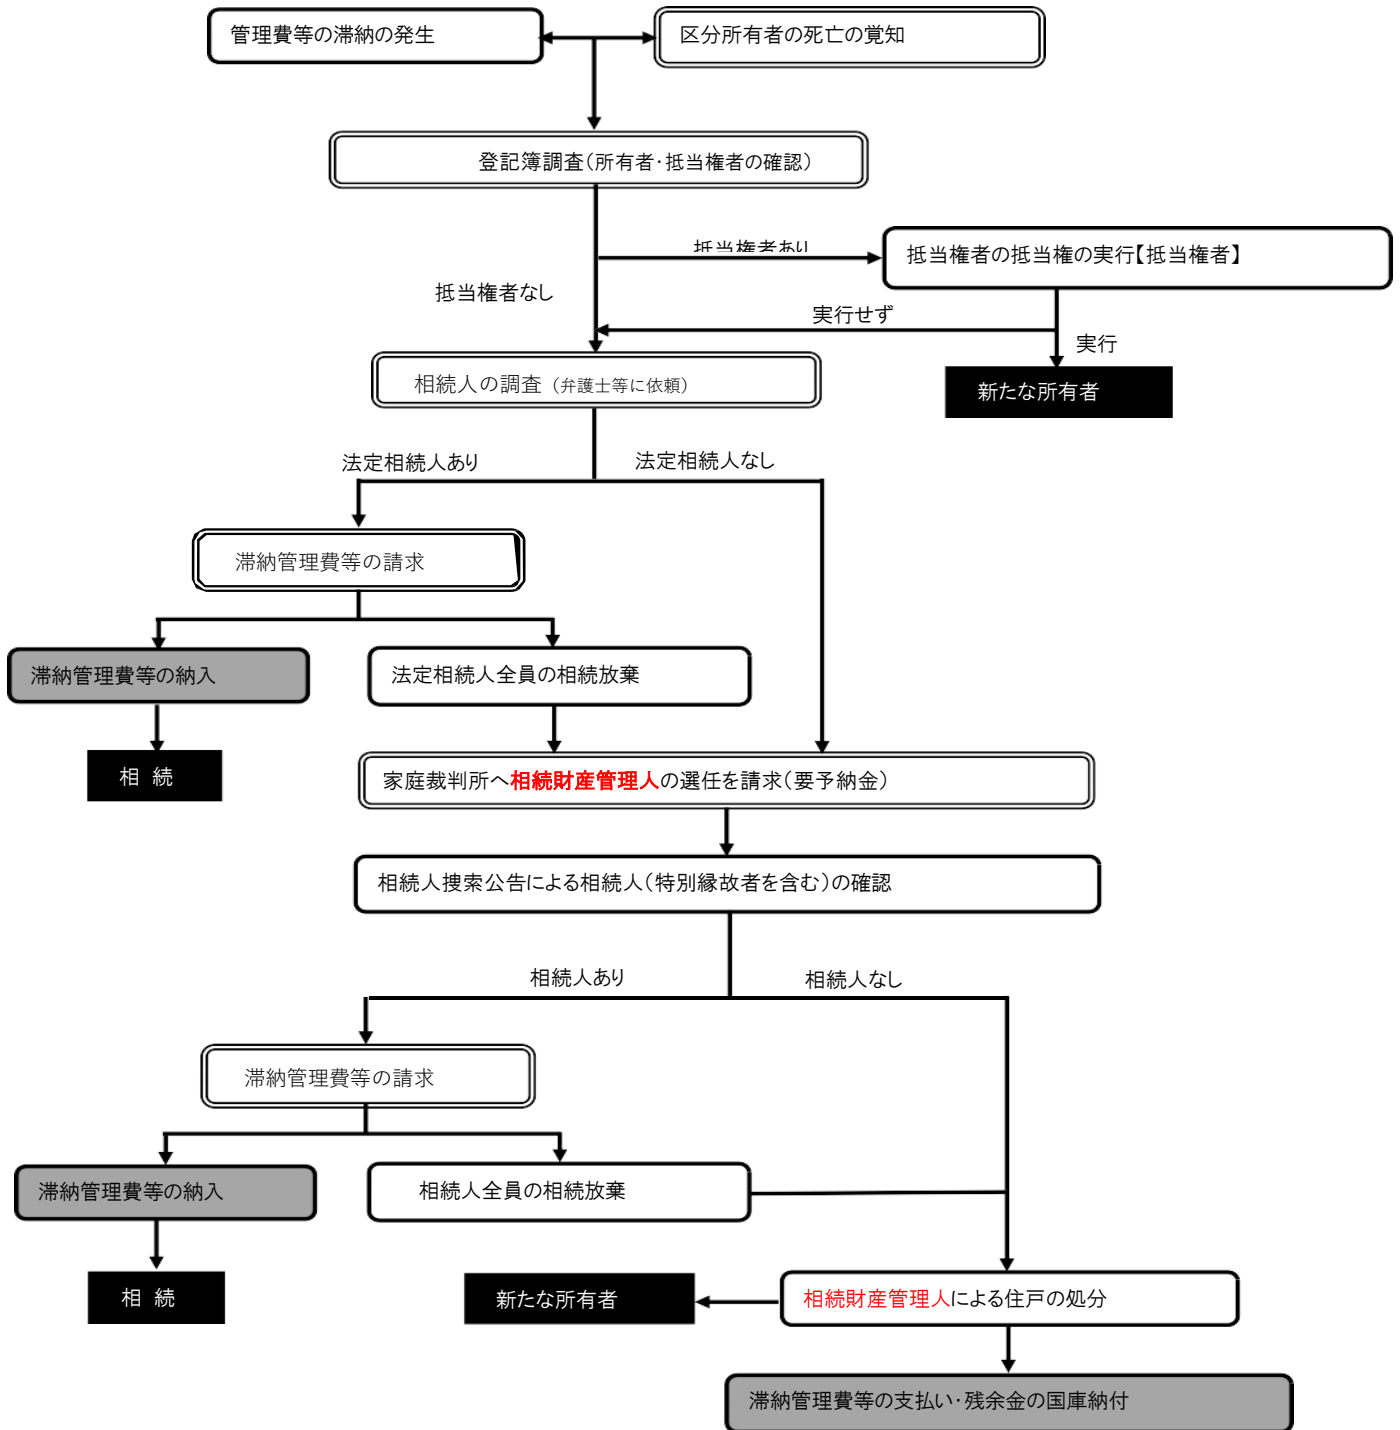 管理費等の滞納の発生
区分所有者の死亡の覚知
登記簿調査(所有者・抵当権者の確認)
抵当権者あり
抵当権者の抵当権の実行【抵当権者】
抵当権者なし
実行せず
実行
相続人の調査 (弁護士等に依頼)
新たな所有者
法定相続人あり
法定相続人なし
滞納管理費等の請求
滞納管理費等の納入
法定相続人全員の相続放棄
相 続
家庭裁判所へ相続財産管理人の選任を請求(要予納金)
相続人捜索公告による相続人(特別縁故者を含む)の確認
相続人あり
相続人なし
滞納管理費等の請求
滞納管理費等の納入
相続人全員の相続放棄
相 続
新たな所有者
相続財産管理人による住戸の処分
滞納管理費等の支払い・残余金の国庫納付